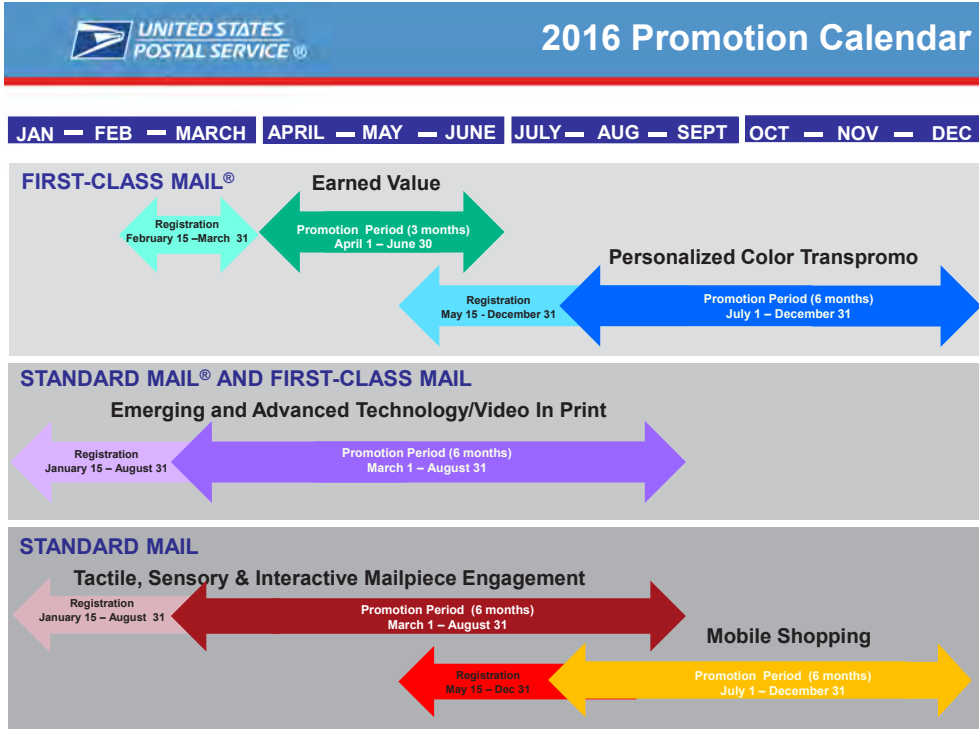 UNITED STATES
POSTAL SERVICE ®
2016 Promotion Calendar
JAN — FEB — MARCH APRIL — MAY — JUNE JULY — AUG — SEPT OCT — NOV — DEC
FIRST-CLASS MAIL®
Earned Value
Registration
February 15 –March 31
Promotion Period (3 months)
April 1 – June 30
Personalized Color Transpromo
Registration
May 15 - December 31
Promotion Period (6 months)
July 1 – December 31
STANDARD MAIL® AND FIRST-CLASS MAIL
Emerging and Advanced Technology/Video In Print
Registration
January 15 – August 31
Promotion Period (6 months)
March 1 – August 31
STANDARD MAIL
Tactile, Sensory & Interactive Mailpiece Engagement
Registration
January 15 – August 31
Promotion Period (6 months)
March 1 – August 31
Mobile Shopping
Registration
May 15 – Dec 31
Promotion Period (6 months)
July 1 – December 31